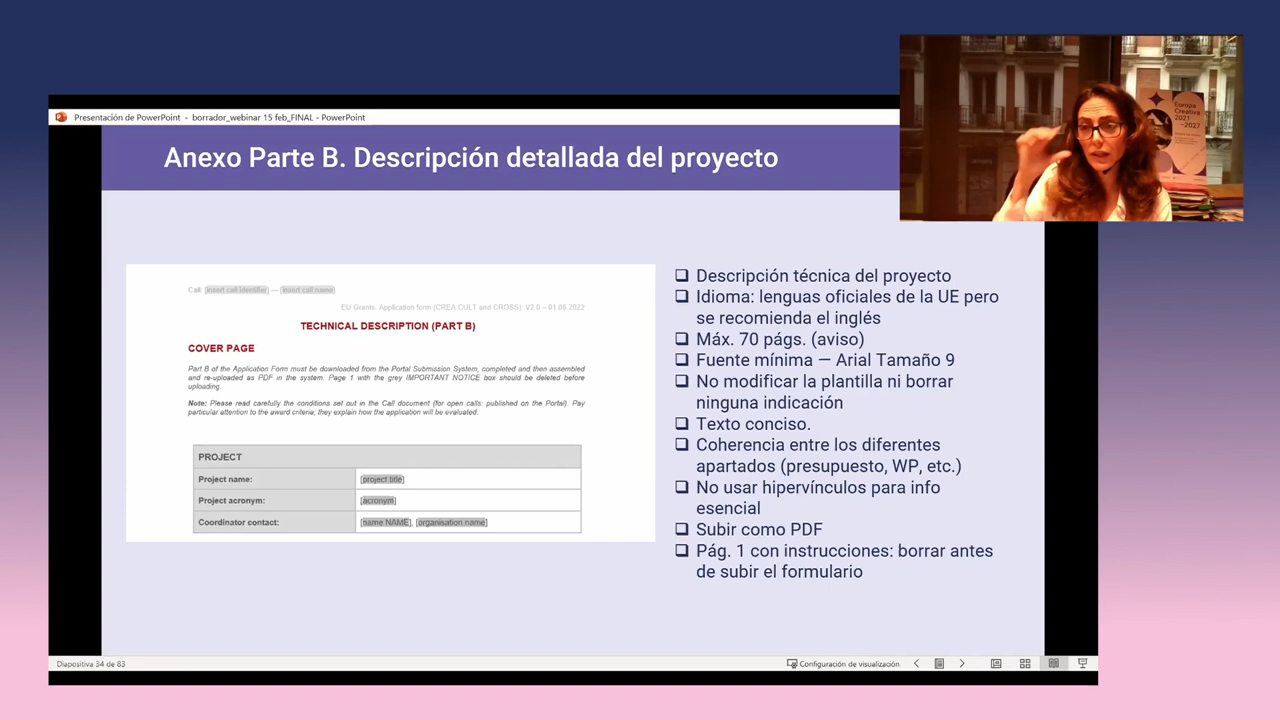 Presentación de PowerPoint - borrador_webinar 15 feb_FINAL - PowerPoint
Anexo Parte B. Descripción detallada del proyecto
Europa
Creativa
2021
-2027
Call: [insert call identifier] — [insert call name]
EU Grants: Application form (CREA CULT and CROSS): V2.0 – 01.06.2022
TECHNICAL DESCRIPTION (PART B)
COVER PAGE
Part B of the Application Form must be downloaded from the Portal Submission System, completed and then assembled
and re-uploaded as PDF in the system. Page 1 with the grey IMPORTANT NOTICE box should be deleted before
uploading.
Note: Please read carefully the conditions set out in the Call document (for open calls: published on the Portal). Pay
particular attention to the award criteria; they explain how the application will be evaluated.
PROJECT
Project name: [project title]
Project acronym: [acronym]
Coordinator contact: [name NAME], [organisation name]
❑ Descripción técnica del proyecto
❑ Idioma: lenguas oficiales de la UE pero
se recomienda el inglés
❑ Máx. 70 págs. (aviso)
❑ Fuente mínima — Arial Tamaño 9
❑ No modificar la plantilla ni borrar
ninguna indicación
❑ Texto conciso.
❑ Coherencia entre los diferentes
apartados (presupuesto, WP, etc.)
❑ No usar hipervínculos para info
esencial
❑ Subir como PDF
❑ Pág. 1 con instrucciones: borrar antes
de subir el formulario
Diapositiva 34 de 83
Configuración de visualización